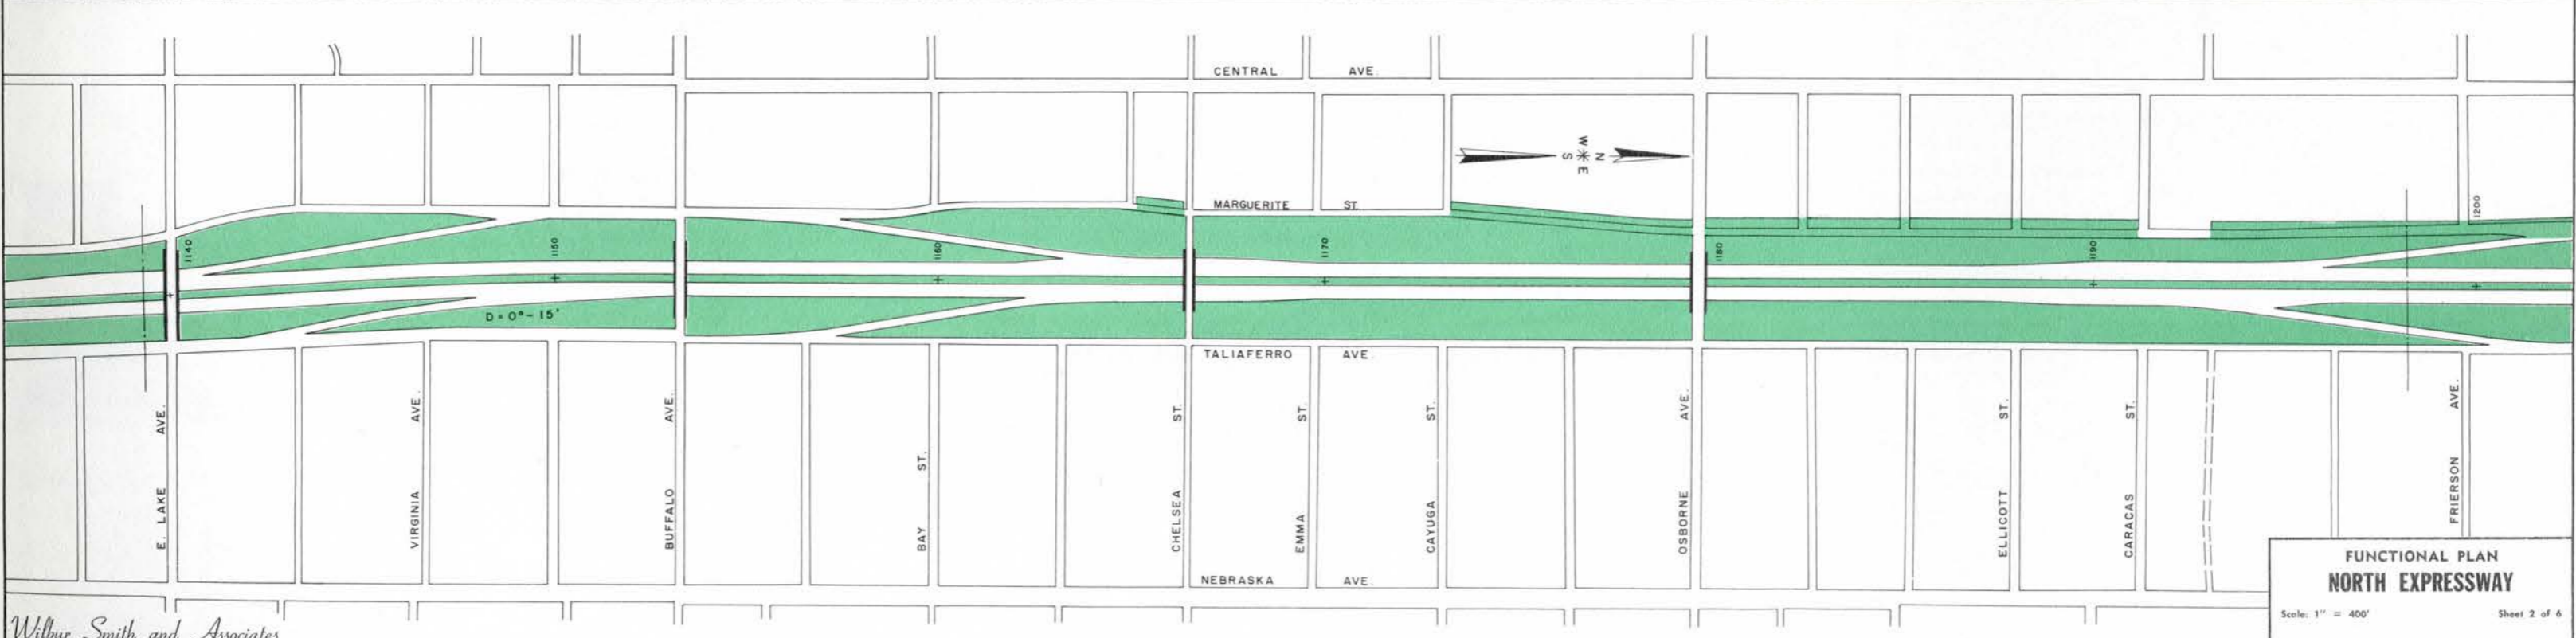 CENTRAL AVE.
W
S N
E
MARGUERITE ST.
1140
1150
1160
1170
1180
1190
1200
D = 0° - 15'
TALIAFERRO AVE.
E. LAKE AVE.
VIRGINIA AVE.
BUFFALO AVE.
BAY ST.
CHELSEA ST.
EMMA ST.
CAYUGA ST.
OSBORNE AVE.
ELLICOTT ST.
CARACAS ST.
FRIERSON AVE.
NEBRASKA AVE.
FUNCTIONAL PLAN
NORTH EXPRESSWAY
Scale: 1" = 400' Sheet 2 of 6
Wilbur Smith and Associates